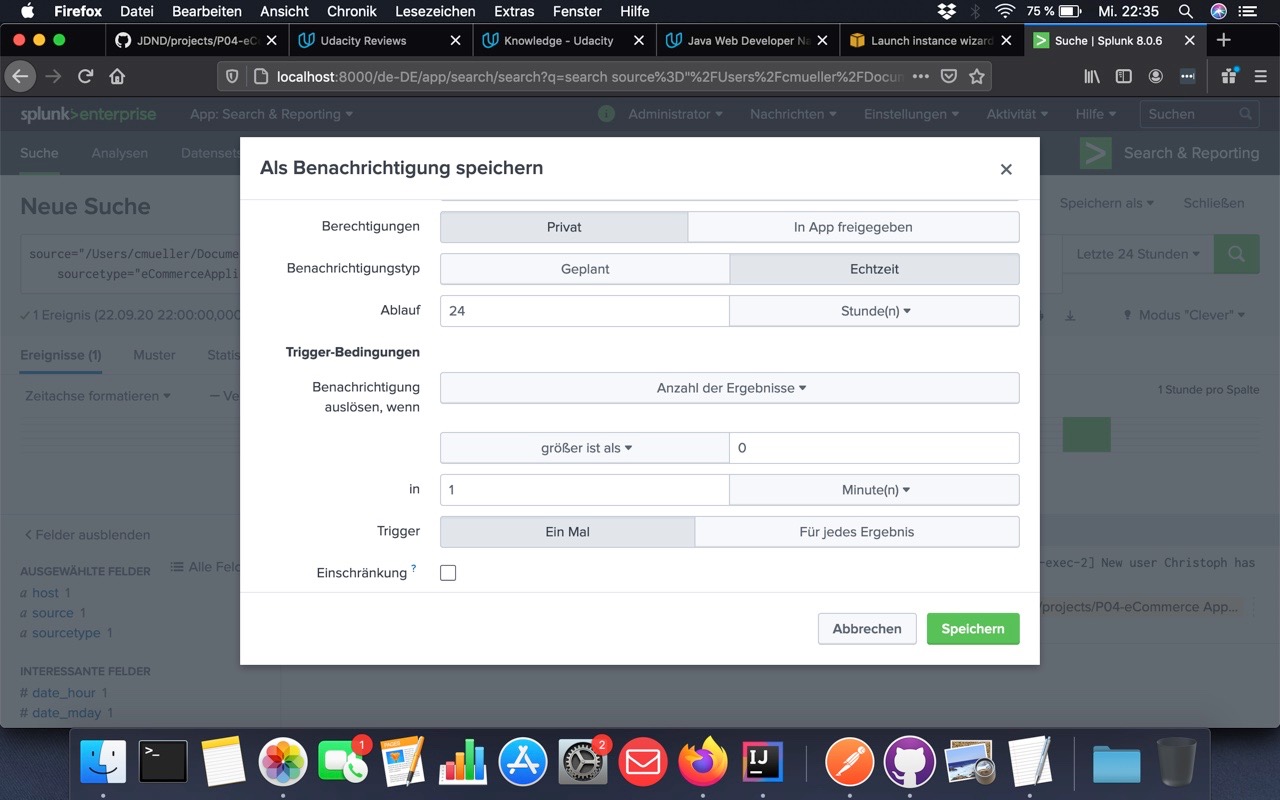 Firefox Datei Bearbeiten Ansicht Chronik Lesezeichen Extras Fenster Hilfe 75 % Mi. 22:35
JDND/projects/P04-eC Udacity Reviews Knowledge - Udacity Java Web Developer Na Launch instance wizard Suche | Splunk 8.0.6
localhost:8000/de-DE/app/search/search?q=search source%3D"%2FUsers%2Fcmueller%2FDocun
splunk>enterprise App: Search & Reporting Administrator Nachrichten Einstellungen Aktivität Hilfe Suchen
Suche Analysen Datensets Search & Reporting
Als Benachrichtigung speichern
Neue Suche Speichern als Schließen
Berechtigungen Privat In App freigegeben
source="/Users/cmueller/Docume
sourcetype="eCommerceAppli
Letzte 24 Stunden
Benachrichtigungstyp Geplant Echtzeit
Ablauf 24 Stunde(n)
1 Ereignis (22.09.20 22:00:00,000 Modus "Clever"
Trigger-Bedingungen
Ereignisse (1) Muster Statis
Benachrichtigung
auslösen, wenn
Anzahl der Ergebnisse
Zeitachse formatieren — Ve 1 Stunde pro Spalte
größer ist als 0
in 1 Minute(n)
Trigger Ein Mal Für jedes Ergebnis
Einschränkung ?
Abbrechen Speichern
Felder ausblenden
AUSGEWÄHLTE FELDER Alle Feld
a host 1
a source 1
a sourcetype 1
-exec-2] New user Christoph has
projects/P04-eCommerce App...
INTERESSANTE FELDER
# date_hour 1
# date_mday 1
1 2
IJ